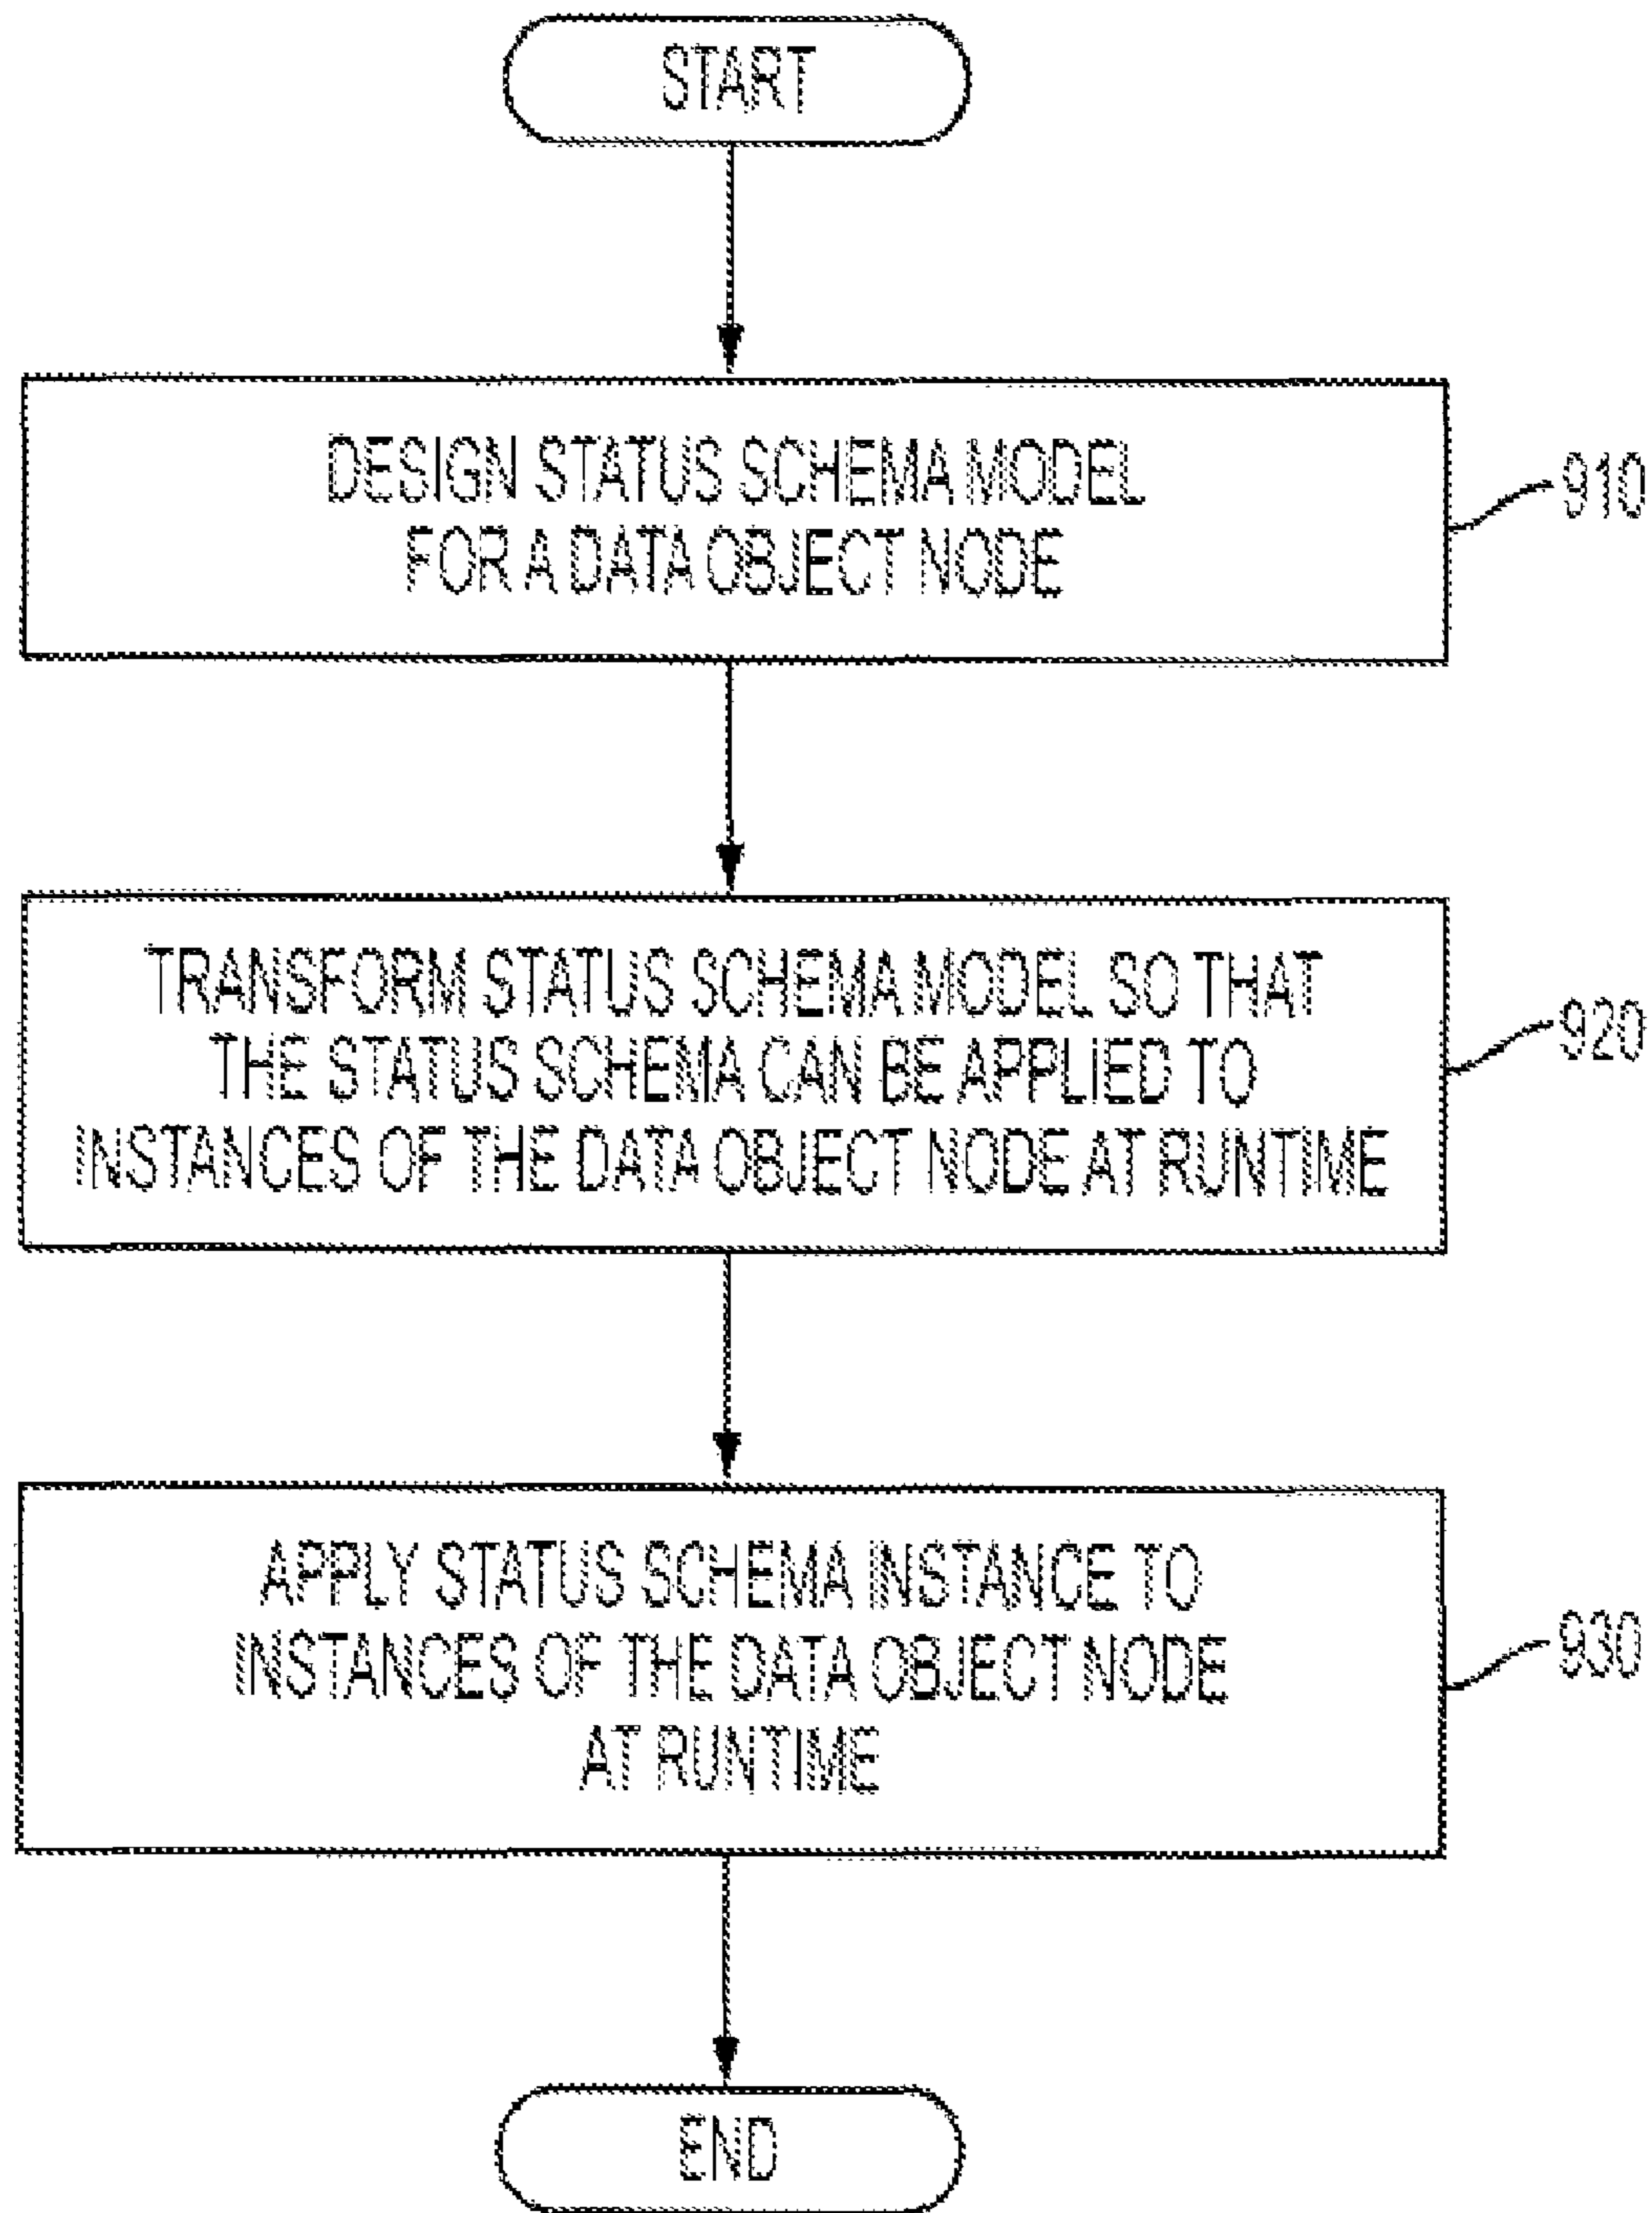 START
DESIGN STATUS SCHEMA MODEL
FOR A DATA OBJECT NODE
910
TRANSFORM STATUS SCHEMA MODEL SO THAT
THE STATUS SCHEMA CAN BE APPLIED TO
INSTANCES OF THE DATA OBJECT NODE AT RUNTIME
920
APPLY STATUS SCHEMA INSTANCE TO
INSTANCES OF THE DATA OBJECT NODE
AT RUNTIME
930
END